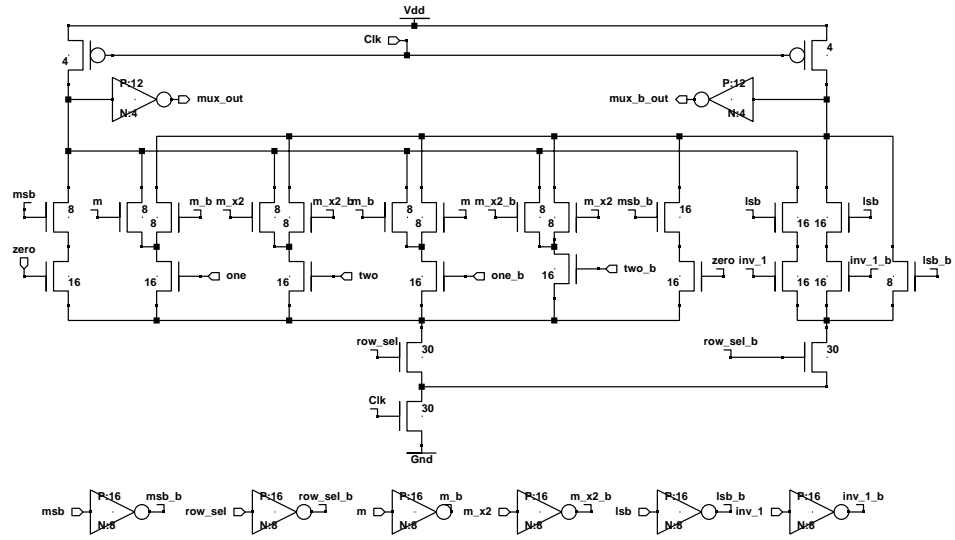 Vdd
Clk
4
4
P:12
N:4
mux_out
mux_b_out
P:12
N:4
msb
m
m_b
m_x2
m_x2_b
m_b
m
m_x2_b
m_x2
msb_b
lsb
lsb
8
8
8
8
8
8
8
8
8
16
16
16
zero
one
two
one_b
two_b
zero
inv_1
inv_1_b
lsb_b
16
16
16
16
16
16
16
16
8
row_sel
30
row_sel_b
30
Clk
30
Gnd
msb
P:16
N:8
msb_b
row_sel
P:16
N:8
row_sel_b
m
P:16
N:8
m_b
m_x2
P:16
N:8
m_x2_b
lsb
P:16
N:8
lsb_b
inv_1
P:16
N:8
inv_1_b